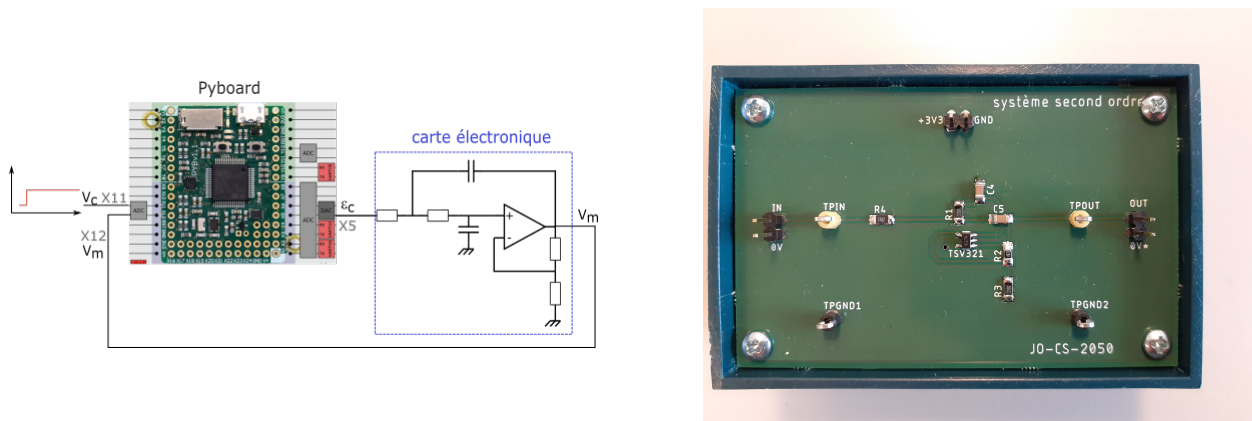 Pyboard
carte électronique
ADC
Vc X11
ADC
DAC
εc
X5
X12
Vm
Vm
+
-
système second ordre
+3V3
GND
C4
IN
TPIN
R4
R1
C5
TPOUT
OUT
0V
TSV321
R2
0V*
R3
TPGND1
TPGND2
JO-CS-2050